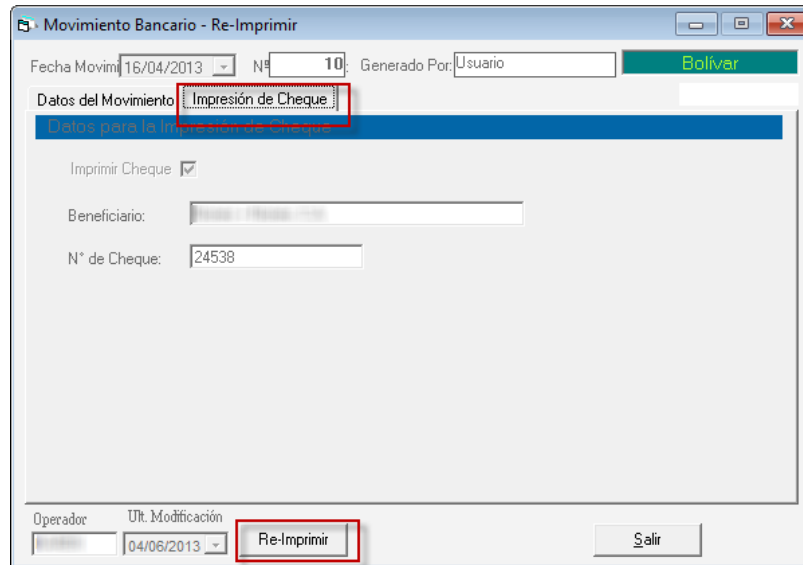 Movimiento Bancario - Re-Imprimir
Fecha Movimi 16/04/2013 Nº 10: Generado Por: Usuario Bolívar
Datos del Movimiento Impresión de Cheque
Datos para la Impresión de Cheque
Imprimir Cheque
Beneficiario:
N° de Cheque: 24538
Operador Ult. Modificación
04/06/2013 Re-Imprimir Salir